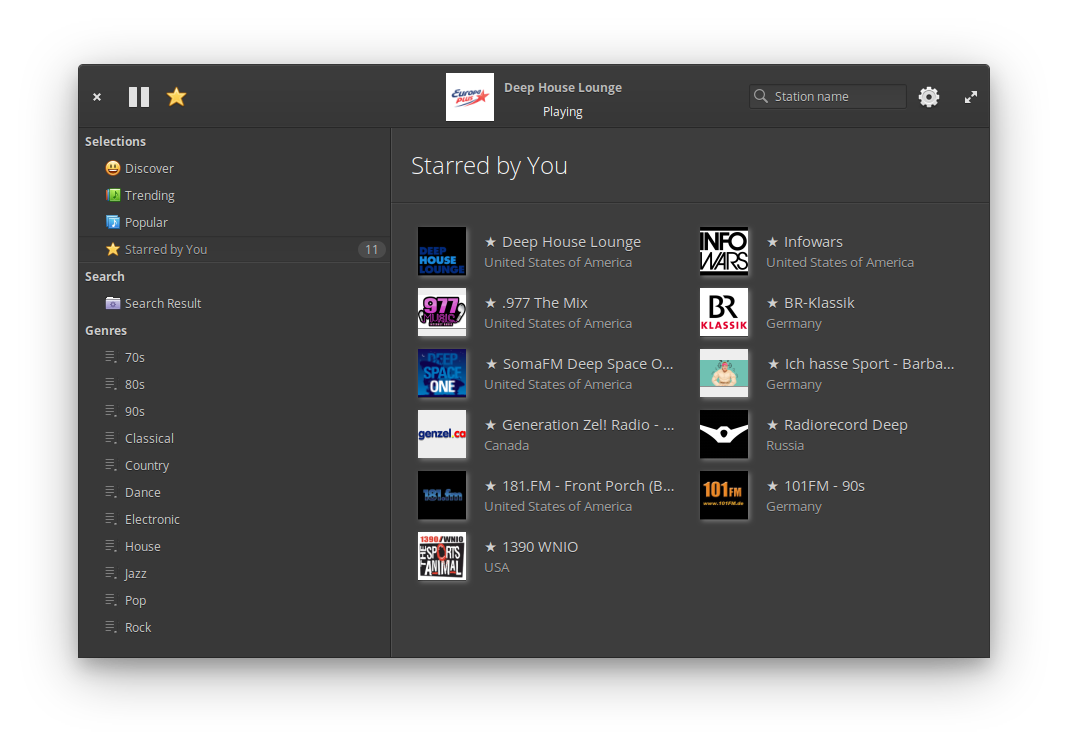 Europa
Plus
Deep House Lounge
Playing
Station name
Selections
Discover
Trending
Popular
Starred by You
11
Search
Search Result
Genres
70s
80s
90s
Classical
Country
Dance
Electronic
House
Jazz
Pop
Rock
Starred by You
DEEP
HOUSE
LOUNGE
★ Deep House Lounge
United States of America
INFO
WARS
★ Infowars
United States of America
977
MUSIC
★ .977 The Mix
United States of America
BR
KLASSIK
★ BR-Klassik
Germany
DEEP
SPACE
ONE
★ SomaFM Deep Space O...
United States of America
★ Ich hasse Sport - Barba...
Germany
genzel.ca
★ Generation Zel! Radio - ...
Canada
★ Radiorecord Deep
Russia
181.fm
★ 181.FM - Front Porch (B...
United States of America
101FM
www.101FM.de
★ 101FM - 90s
Germany
1390/WNIO
THE SPORTS
ANIMAL
★ 1390 WNIO
USA